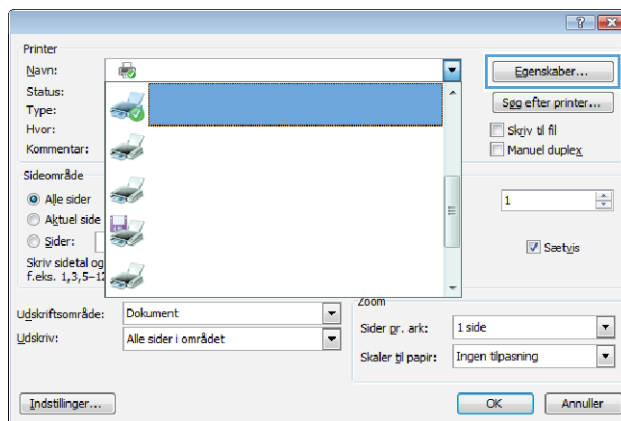 Printer
Navn:
Egenskaber...
Status:
Type:
Søg efter printer...
Hvor:
Skriv til fil
Kommentar:
Manuel duplex
Sideområde
Alle sider
1
Aktuel side
Sider:
Sætvis
Skriv sidetal og
f.eks. 1,3,5–12
Udskriftsområde:
Dokument
Zoom
Sider pr. ark:
1 side
Udskriv:
Alle sider i området
Skaler til papir:
Ingen tilpasning
Indstillinger...
OK
Annuller